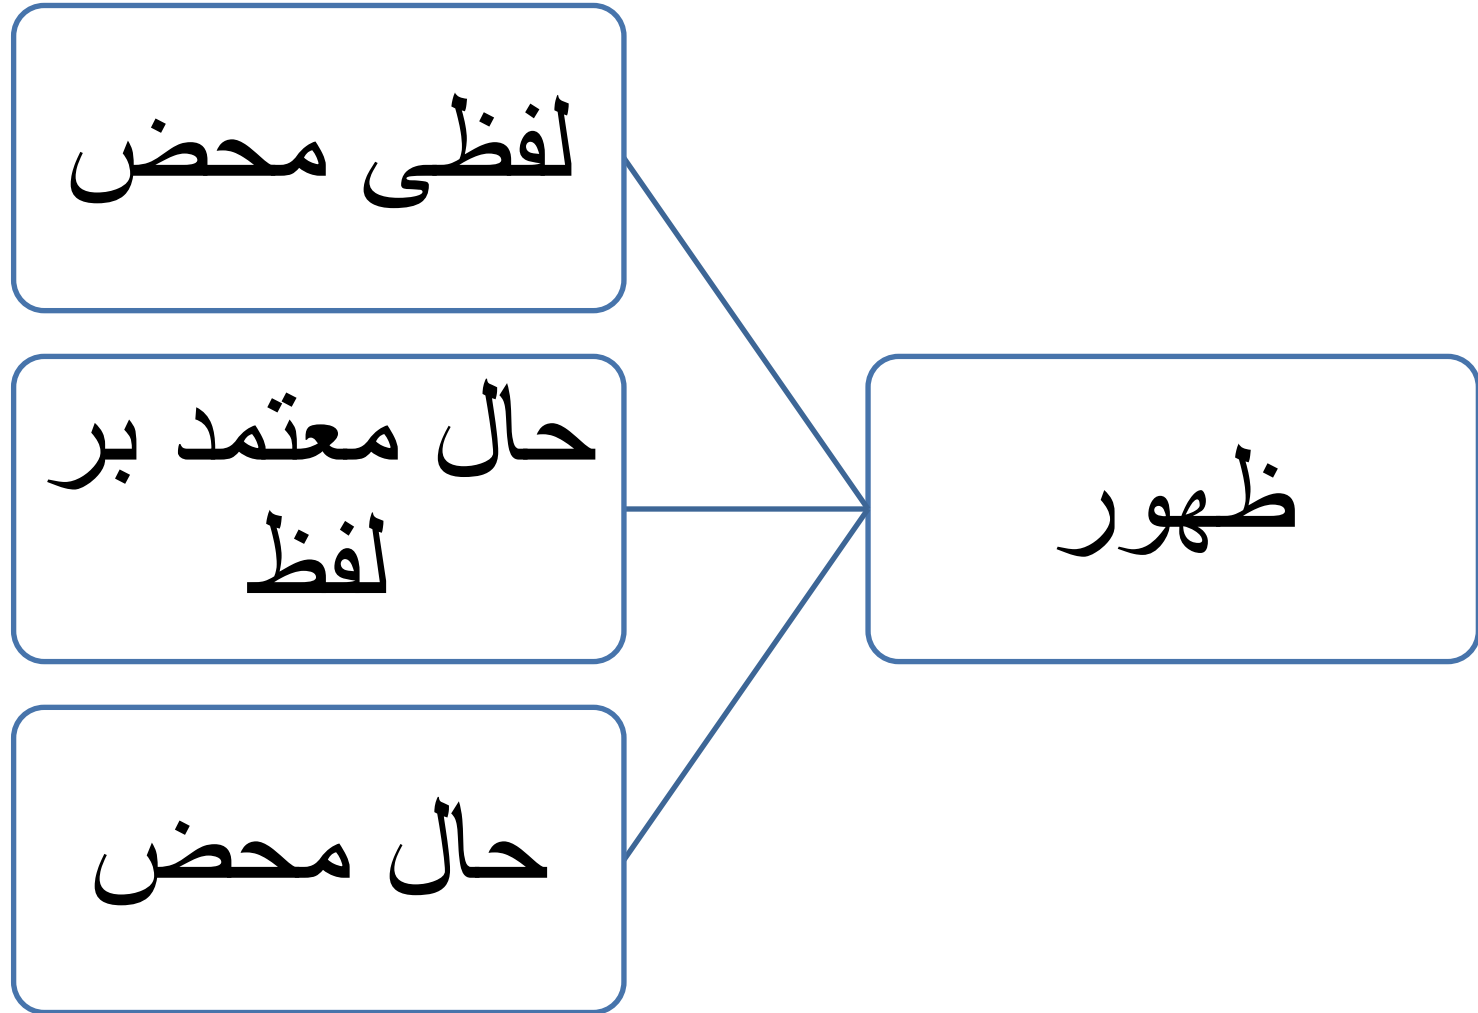 ظهور
لفظی محض
حال معتمد بر
لفظ
حال محض